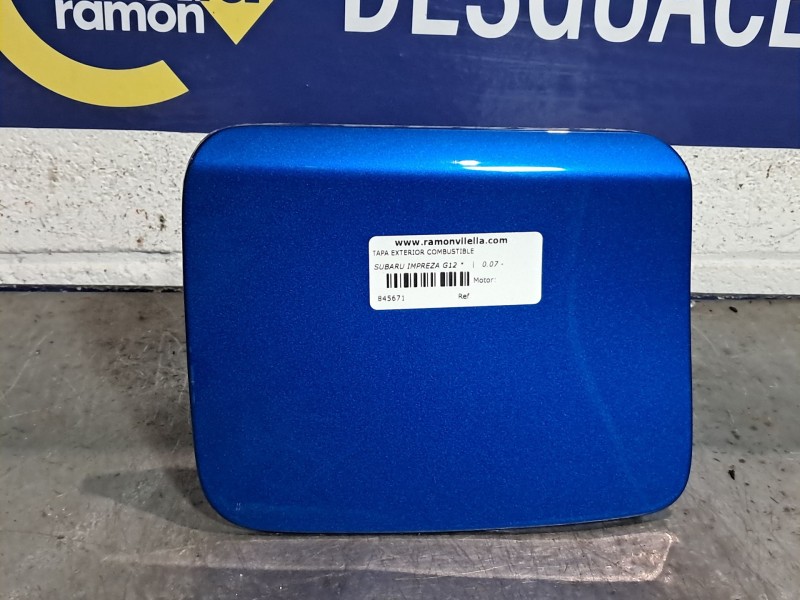 ramon
DESGUACE
www.ramonvilella.com
TAPA EXTERIOR COMBUSTIBLE
SUBARU IMPREZA G12 * | 0.07 -
Motor:
845671 Ref